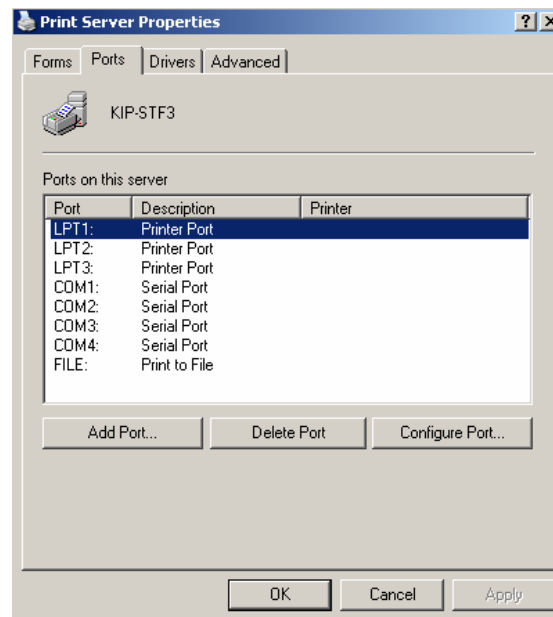 Print Server Properties
Forms Ports Drivers Advanced
KIP-STF3
Ports on this server
Port Description Printer
LPT1: Printer Port
LPT2: Printer Port
LPT3: Printer Port
COM1: Serial Port
COM2: Serial Port
COM3: Serial Port
COM4: Serial Port
FILE: Print to File
Add Port... Delete Port Configure Port...
OK Cancel Apply